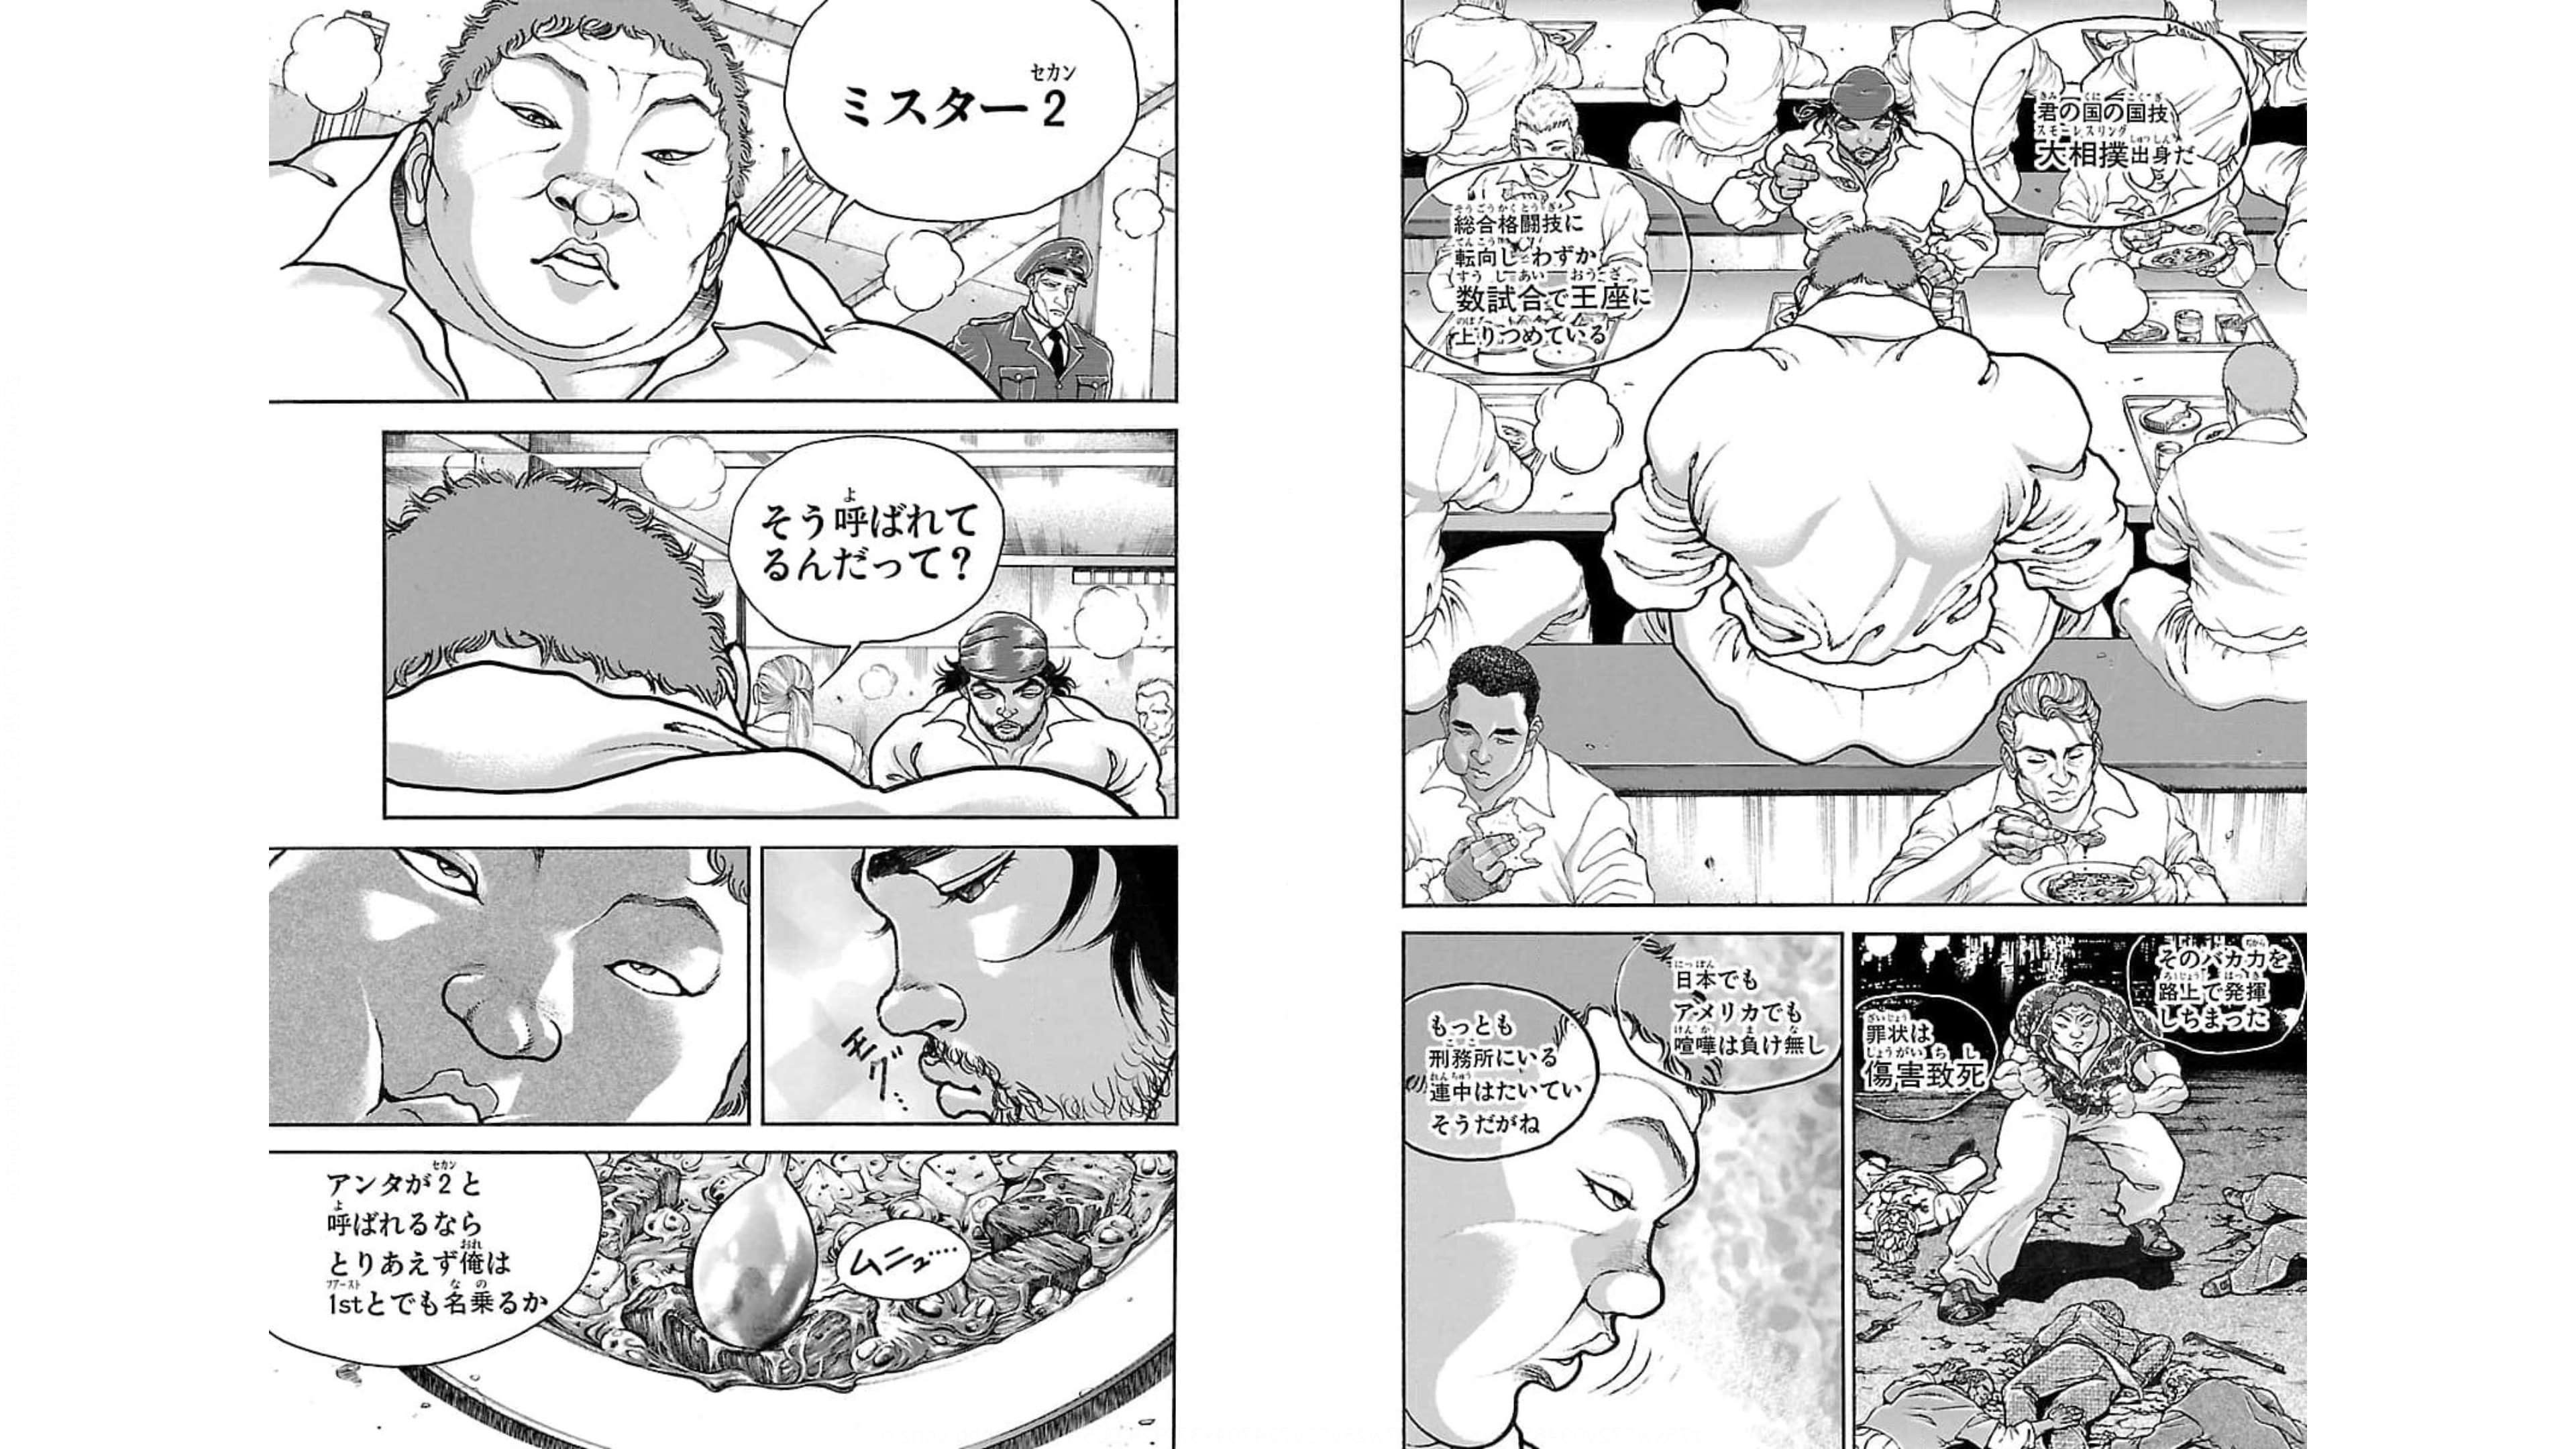 君の国の国技
大相撲出身だ
総合格闘技に
転向し わずか
数試合で王座に
上りつめている
そのバカ力を
路上で発揮
しちまった
罪状は
傷害致死
日本でも
アメリカでも
喧嘩は負け無し
もっとも
刑務所にいる
連中はたいてい
そうだがね
ミスター2
そう呼ばれて
るんだって？
モグ…
アンタが2と
呼ばれるなら
とりあえず俺は
1stとでも名乗るか
ムニュ‥‥